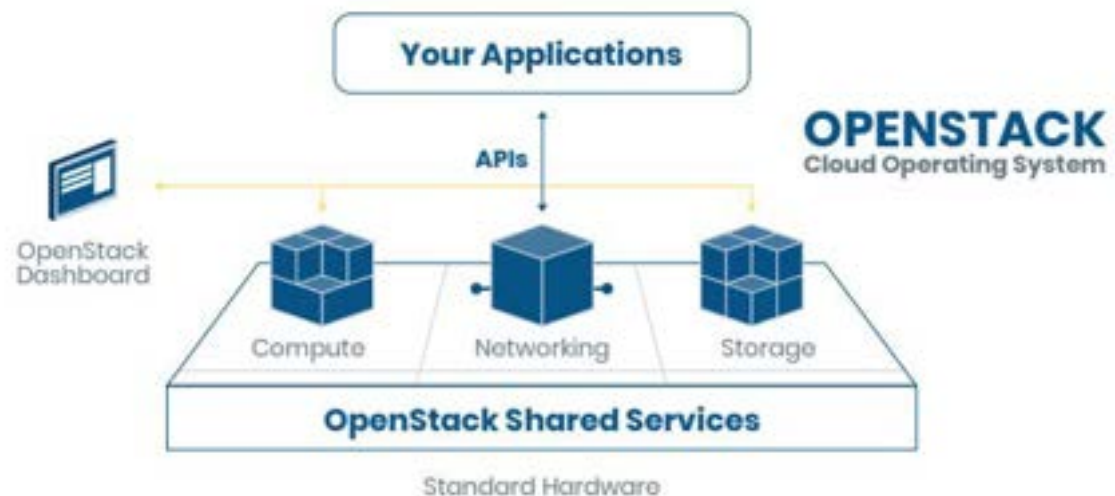 Your Applications
OPENSTACK
Cloud Operating System
APIs
OpenStack
Dashboard
Compute
Networking
Storage
OpenStack Shared Services
Standard Hardware